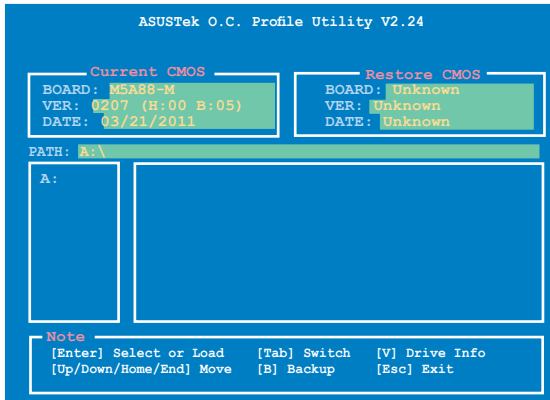 ASUSTek O.C. Profile Utility V2.24
Current CMOS
BOARD: M5A88-M
VER: 0207 (H:00 B:05)
DATE: 03/21/2011
Restore CMOS
BOARD: Unknown
VER: Unknown
DATE: Unknown
PATH: A:\
A:
Note
[Enter] Select or Load [Tab] Switch [V] Drive Info
[Up/Down/Home/End] Move [B] Backup [Esc] Exit